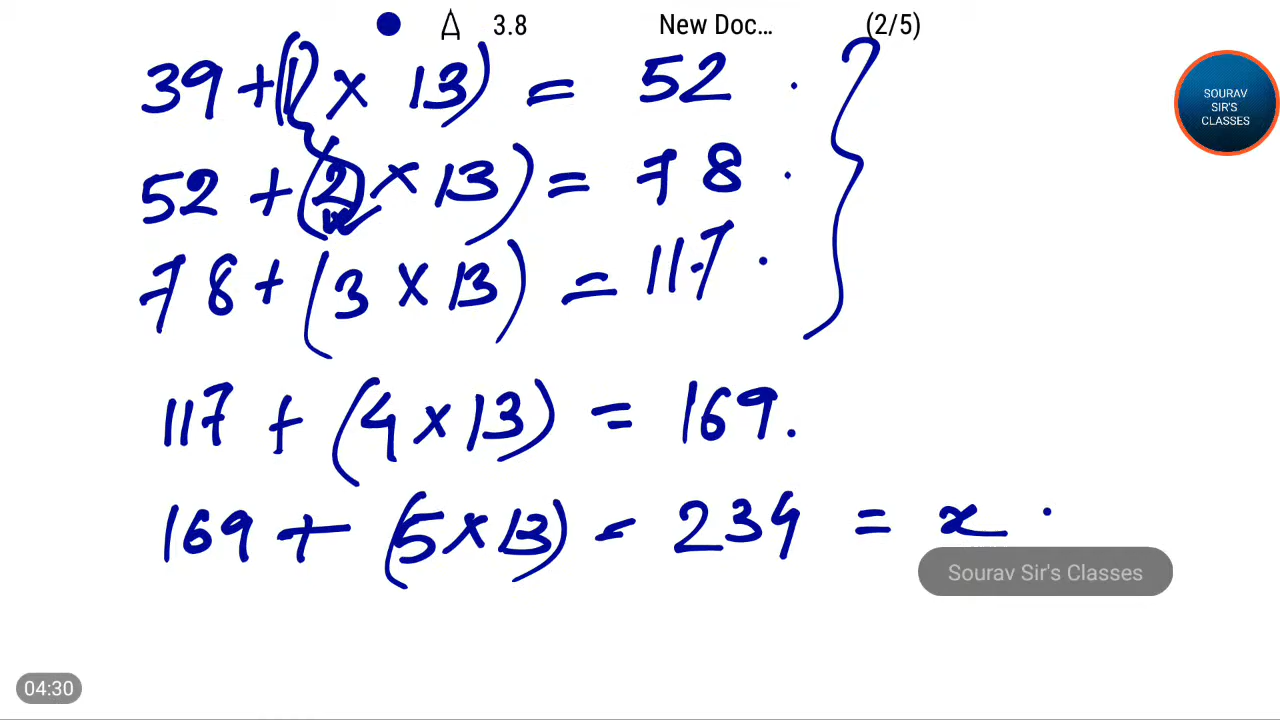 3.8 New Doc... (2/5)
39 + (1 × 13) = 52 .
52 + (2 × 13) = 78 .
78 + (3 × 13) = 117 .
117 + (4 × 13) = 169 .
169 + (5 × 13) = 234 = x .
SOURAV
SIR'S
CLASSES
Sourav Sir's Classes
04:30